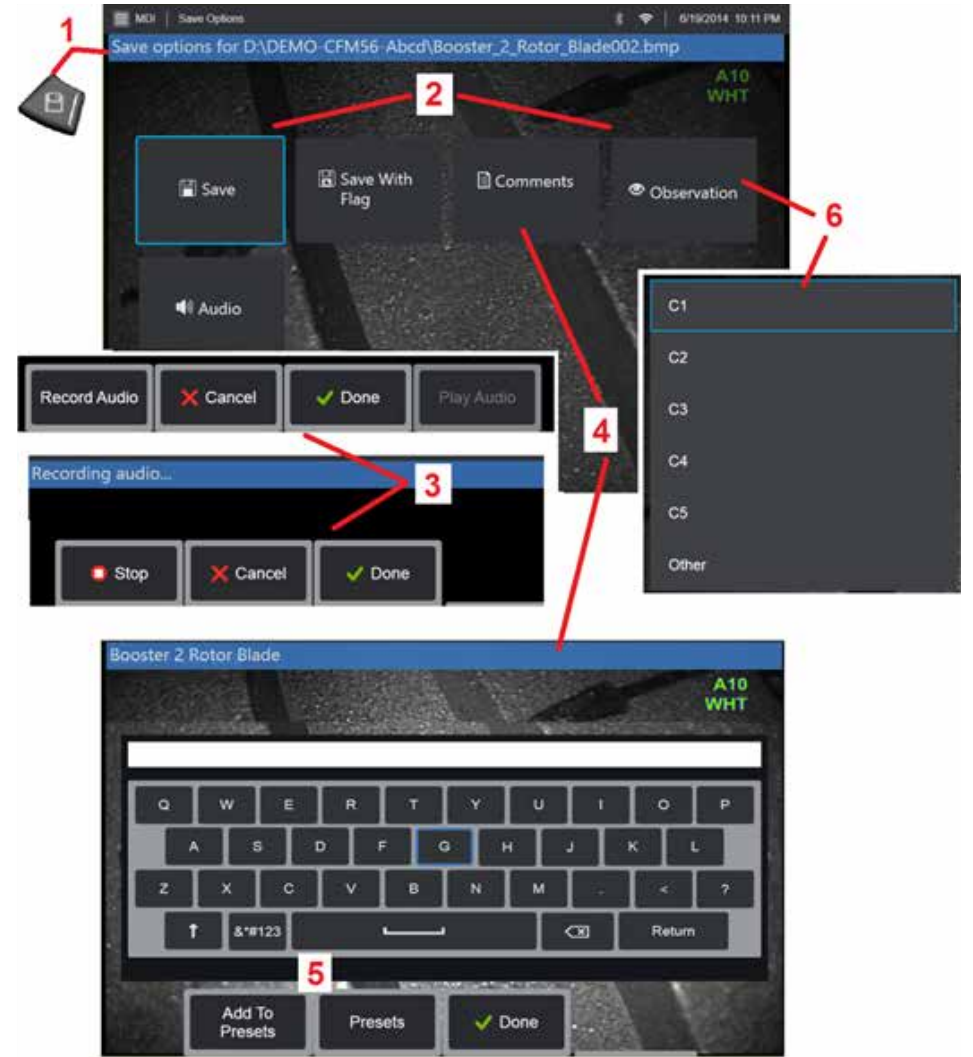 1
MDI | Save Options 6/19/2014 10:11 PM
Save options for D:\DEMO-CFM56-Abcd\Booster_2_Rotor_Blade002.bmp
A10
WHT
2
Save
Save With
Flag
Comments
Observation
6
Audio
C1
C2
C3
C4
C5
Other
Record Audio Cancel Done Play Audio
4
3
Recording audio...
Stop Cancel Done
Booster 2 Rotor Blade
A10
WHT
Q W E R T Y U I O P
A S D F G H J K L
Z X C V B N M . < ?
&*#123 Return
5
Add To
Presets
Presets
Done